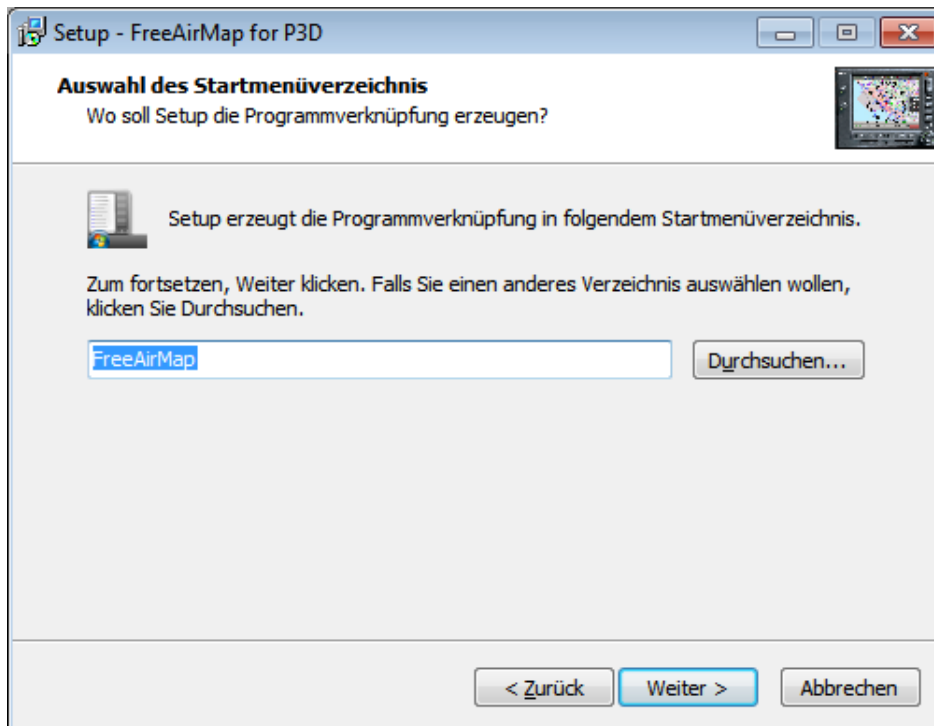 Setup - FreeAirMap for P3D
Auswahl des Startmenüverzeichnis
Wo soll Setup die Programmverknüpfung erzeugen?
Setup erzeugt die Programmverknüpfung in folgendem Startmenüverzeichnis.
Zum fortsetzen, Weiter klicken. Falls Sie einen anderes Verzeichnis auswählen wollen,
klicken Sie Durchsuchen.
FreeAirMap
Durchsuchen...
< Zurück
Weiter >
Abbrechen